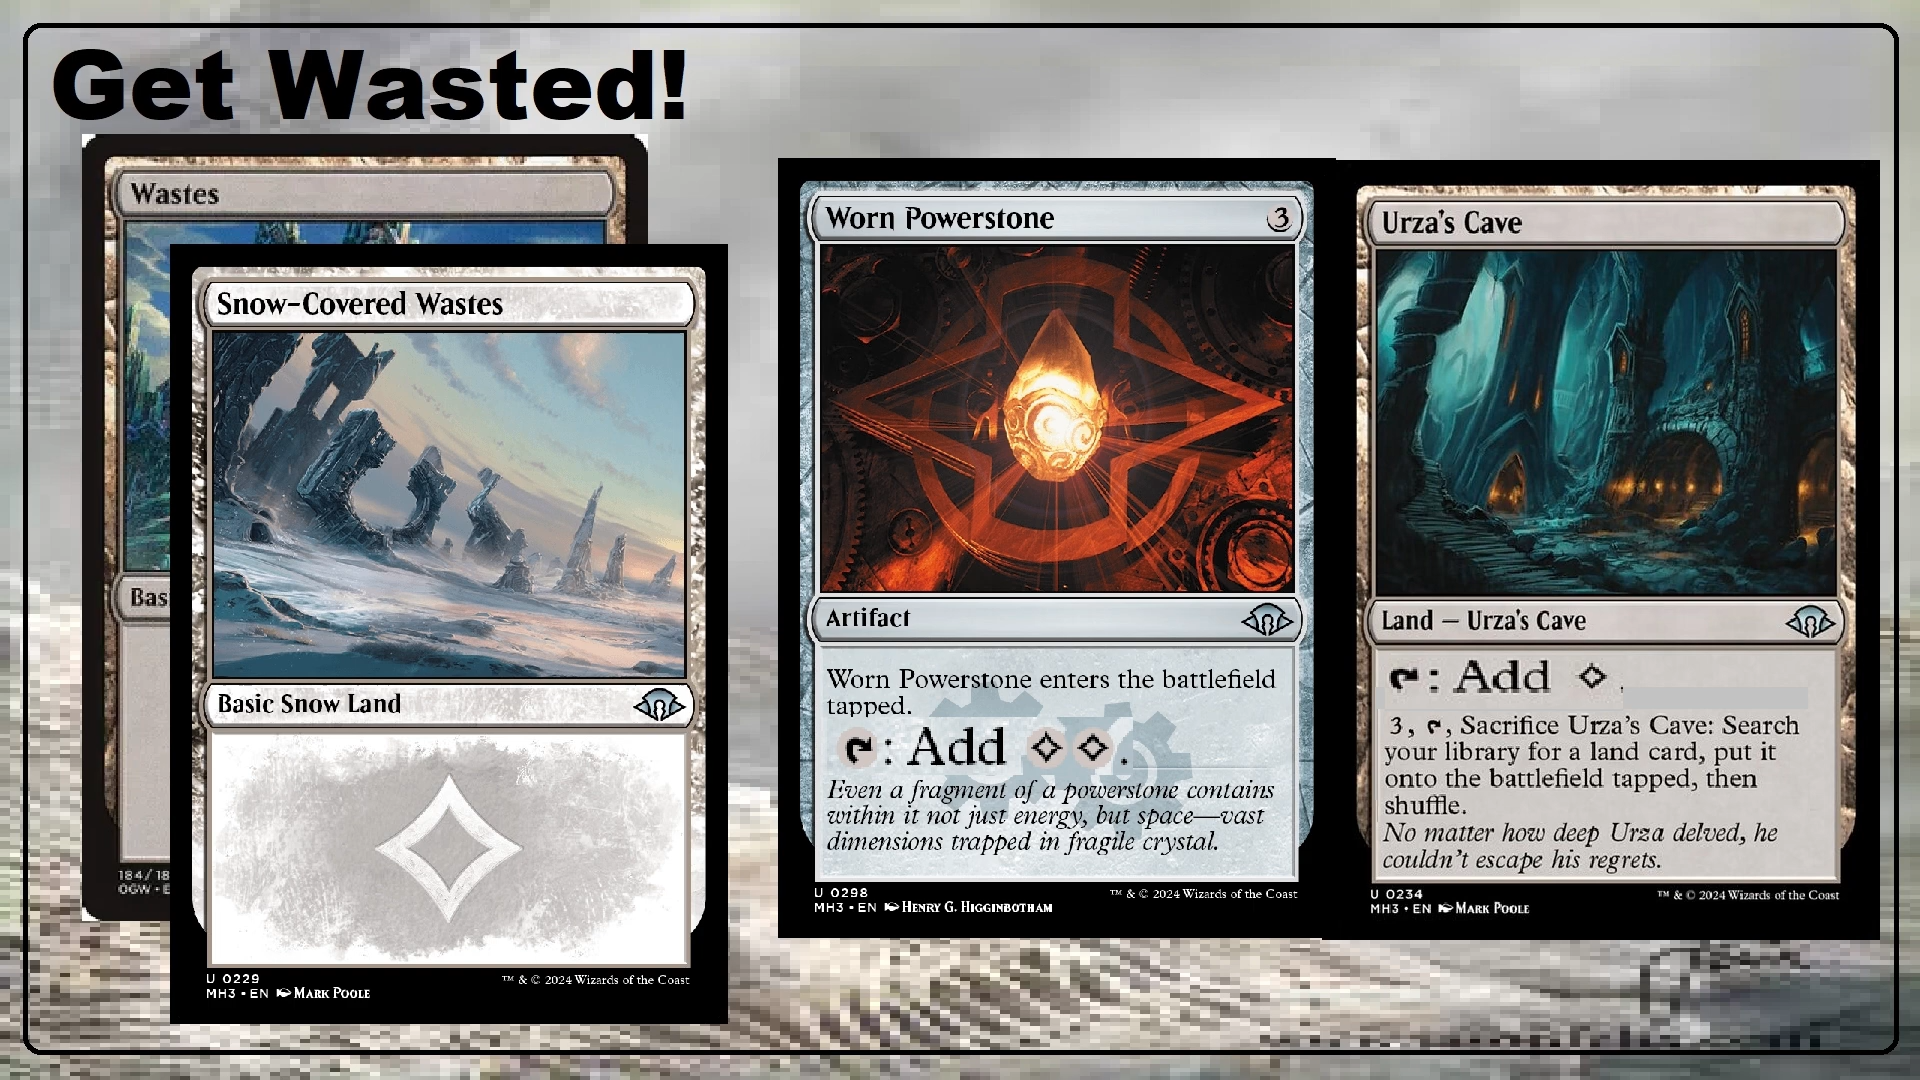 Get Wasted!
Wastes
Bas
184/18
OGW • E
Snow-Covered Wastes
Basic Snow Land
U 0229
MH3 • EN Mark Poole
™ & © 2024 Wizards of the Coast
Worn Powerstone 3
Artifact
Worn Powerstone enters the battlefield
tapped.
: Add .
Even a fragment of a powerstone contains
within it not just energy, but space—vast
dimensions trapped in fragile crystal.
U 0298
MH3 • EN Henry G. Higginbotham
™ & © 2024 Wizards of the Coast
Urza's Cave
Land — Urza's Cave
: Add .
3, , Sacrifice Urza's Cave: Search
your library for a land card, put it
onto the battlefield tapped, then
shuffle.
No matter how deep Urza delved, he
couldn't escape his regrets.
U 0234
MH3 • EN Mark Poole
™ & © 2024 Wizards of the Coast